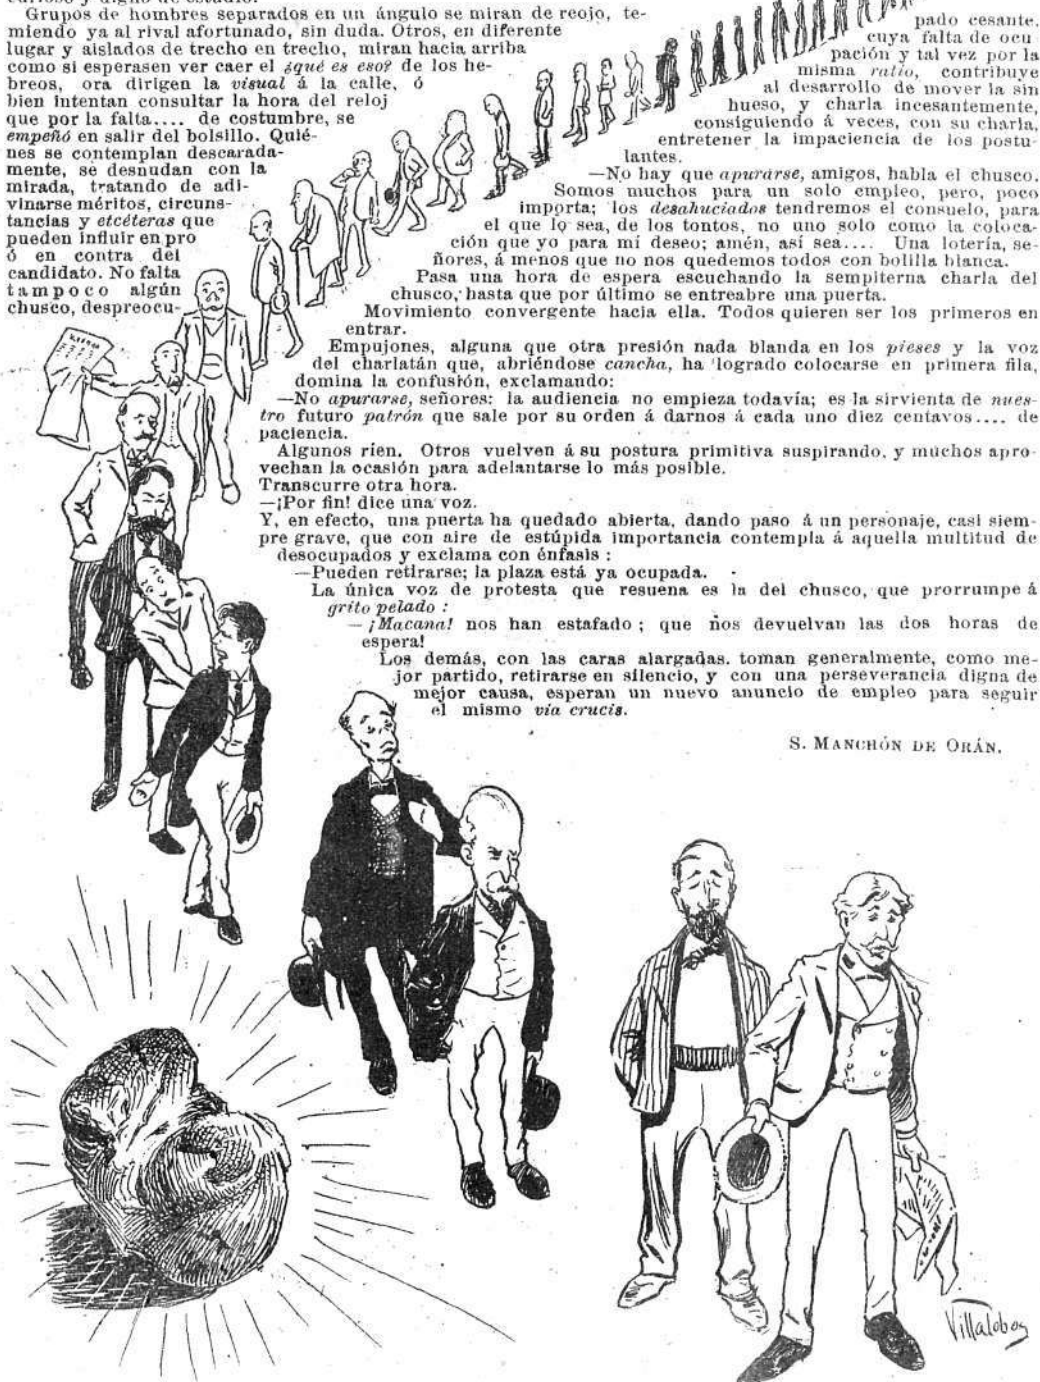 Grupos de hombres separados en un ángulo se miran de reojo, te-
miendo ya al rival afortunado, sin duda. Otros, en diferente
lugar y aislados de trecho en trecho, miran hacia arriba
como si esperasen ver caer el ¿qué es eso? de los he-
breos, ora dirigen la visual á la calle, ó
bien intentan consultar la hora del reloj
que por la falta.... de costumbre, se
empeñó en salir del bolsillo. Quié-
nes se contemplan descarada-
mente, se desnudan con la
mirada, tratando de adi-
vinarse méritos, circuns-
tancias y etcéteras que
pueden influir en pro
ó en contra del
candidato. No falta
tampoco algún
chusco, despreocu-
pado cesante,
cuya falta de ocu
pación y tal vez por la
misma ratio, contribuye
al desarrollo de mover la sin
hueso, y charla incesantemente,
consiguiendo á veces, con su charla,
entretener la impaciencia de los postu-
lantes.
—No hay que apurarse, amigos, habla el chusco.
Somos muchos para un solo empleo, pero, poco
importa; los desahuciados tendremos el consuelo, para
el que lo sea, de los tontos, no uno solo como la coloca-
ción que yo para mí deseo; amén, así sea.... Una lotería, se-
ñores, á menos que no nos quedemos todos con bolilla blanca.
Pasa una hora de espera escuchando la sempiterna charla del
chusco, hasta que por último se entreabre una puerta.
Movimiento convergente hacia ella. Todos quieren ser los primeros en
entrar.
Empujones, alguna que otra presión nada blanda en los pieses y la voz
del charlatán que, abriéndose cancha, ha logrado colocarse en primera fila,
domina la confusión, exclamando:
—No apurarse, señores: la audiencia no empieza todavía; es la sirvienta de nues-
tro futuro patrón que sale por su orden á darnos á cada uno diez centavos.... de
paciencia.
Algunos ríen. Otros vuelven á su postura primitiva suspirando, y muchos apro-
vechan la ocasión para adelantarse lo más posible.
Transcurre otra hora.
—¡Por fin! dice una voz.
Y, en efecto, una puerta ha quedado abierta, dando paso á un personaje, casi siem-
pre grave, que con aire de estúpida importancia contempla á aquella multitud de
desocupados y exclama con énfasis :
—Pueden retirarse; la plaza está ya ocupada.
La única voz de protesta que resuena es la del chusco, que prorrumpe á
grito pelado :
—¡Macana! nos han estafado ; que nos devuelvan las dos horas de
espera!
Los demás, con las caras alargadas. toman generalmente, como me-
jor partido, retirarse en silencio, y con una perseverancia digna de
mejor causa, esperan un nuevo anuncio de empleo para seguir
el mismo via crucis.
S. MANCHÓN DE ORÁN.
Villalobos